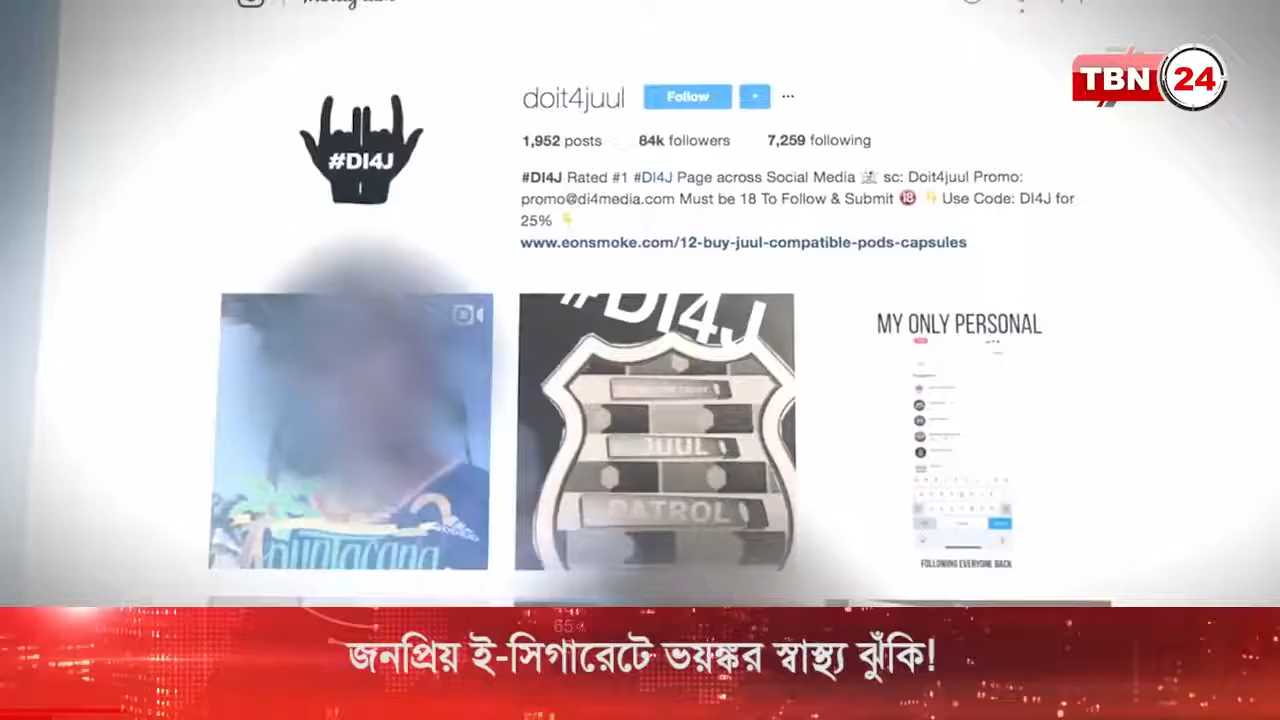 TBN 24
doit4juul Follow
#DI4J
1,952 posts 84k followers 7,259 following
#DI4J Rated #1 #DI4J Page across Social Media sc: Doit4juul Promo:
promo@di4media.com Must be 18 To Follow & Submit 🔞 👇 Use Code: DI4J for
25% 👇
www.eonsmoke.com/12-buy-juul-compatible-pods-capsules
#DI4J
JUUL
PATROL
MY ONLY PERSONAL
FOLLOWING EVERYONE BACK
puntacana
adidas
65%
জনপ্রিয় ই-সিগারেটে ভয়ঙ্কর স্বাস্থ্য ঝুঁকি!